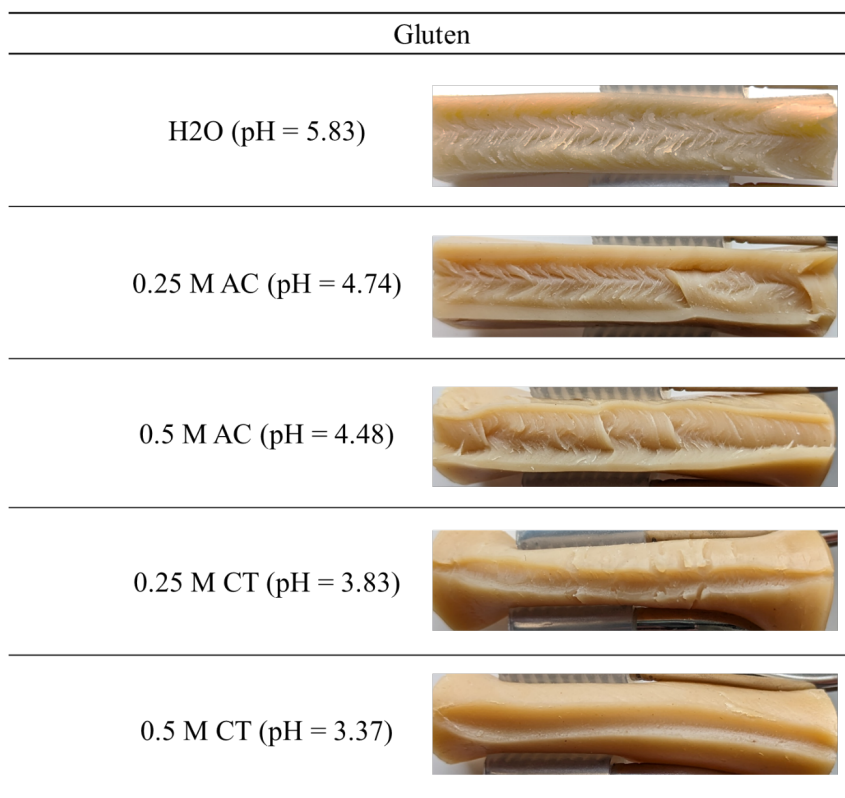 Gluten
H2O (pH = 5.83)
0.25 M AC (pH = 4.74)
0.5 M AC (pH = 4.48)
0.25 M CT (pH = 3.83)
0.5 M CT (pH = 3.37)